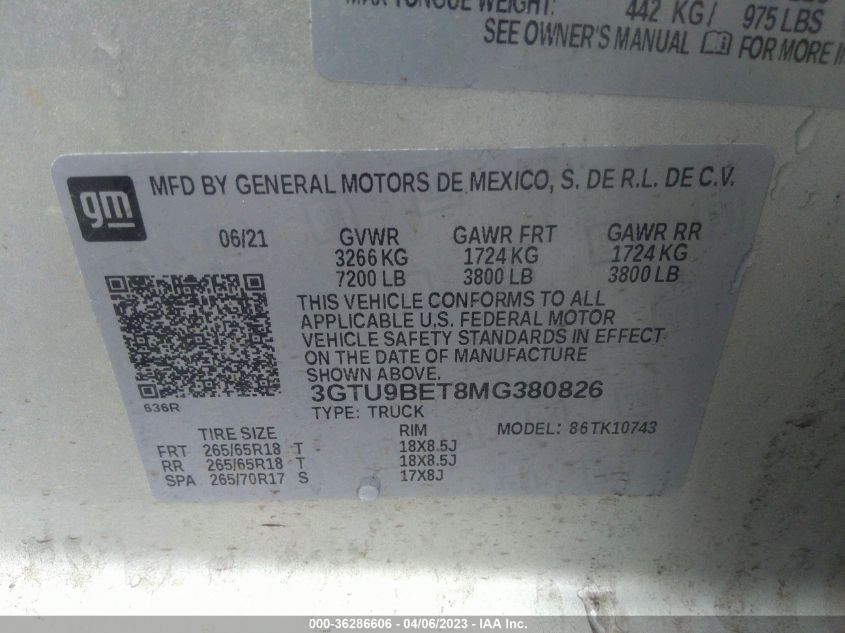 MAX TONGUE WEIGHT: 442 KG/ 975 LBS
SEE OWNER'S MANUAL FOR MORE
gm
MFD BY GENERAL MOTORS DE MEXICO, S. DE R.L. DE C.V.
06/21 GVWR GAWR FRT GAWR RR
3266 KG 1724 KG 1724 KG
7200 LB 3800 LB 3800 LB
THIS VEHICLE CONFORMS TO ALL
APPLICABLE U.S. FEDERAL MOTOR
VEHICLE SAFETY STANDARDS IN EFFECT
ON THE DATE OF MANUFACTURE
SHOWN ABOVE.
3GTU9BET8MG380826
636R
TYPE: TRUCK
TIRE SIZE RIM MODEL: 86TK10743
FRT 265/65R18 T 18X8.5J
RR 265/65R18 T 18X8.5J
SPA 265/70R17 S 17X8J
000-36286606 - 04/06/2023 - IAA Inc.